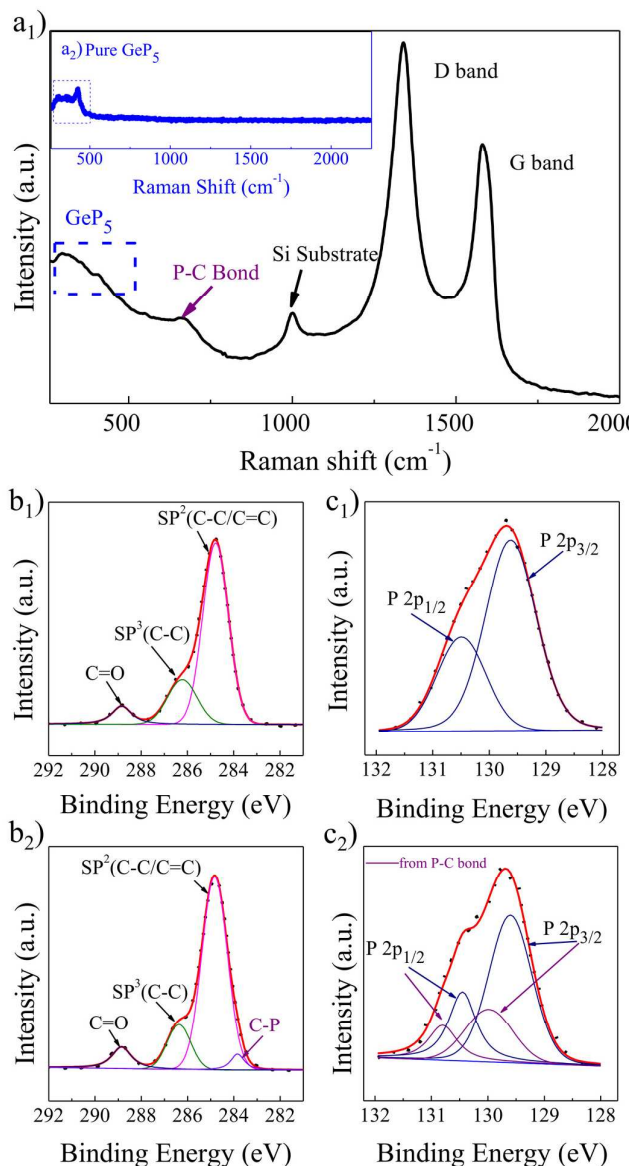 a₁)
a₂) Pure GeP₅
500 1000 1500 2000
Raman Shift (cm⁻¹)
D band
G band
GeP₅
P-C Bond
Si Substrate
Intensity (a.u.)
500 1000 1500 2000
Raman shift (cm⁻¹)
b₁)
SP²(C-C/C=C)
SP³(C-C)
C=O
Intensity (a.u.)
292 290 288 286 284 282
Binding Energy (eV)
c₁)
P 2p₃/₂
P 2p₁/₂
Intensity (a.u.)
132 131 130 129 128
Binding Energy (eV)
b₂)
SP²(C-C/C=C)
SP³(C-C)
C=O
C-P
Intensity (a.u.)
292 290 288 286 284 282
Binding Energy (eV)
c₂)
from P-C bond
P 2p₃/₂
P 2p₁/₂
Intensity (a.u.)
132 131 130 129 128
Binding Energy (eV)